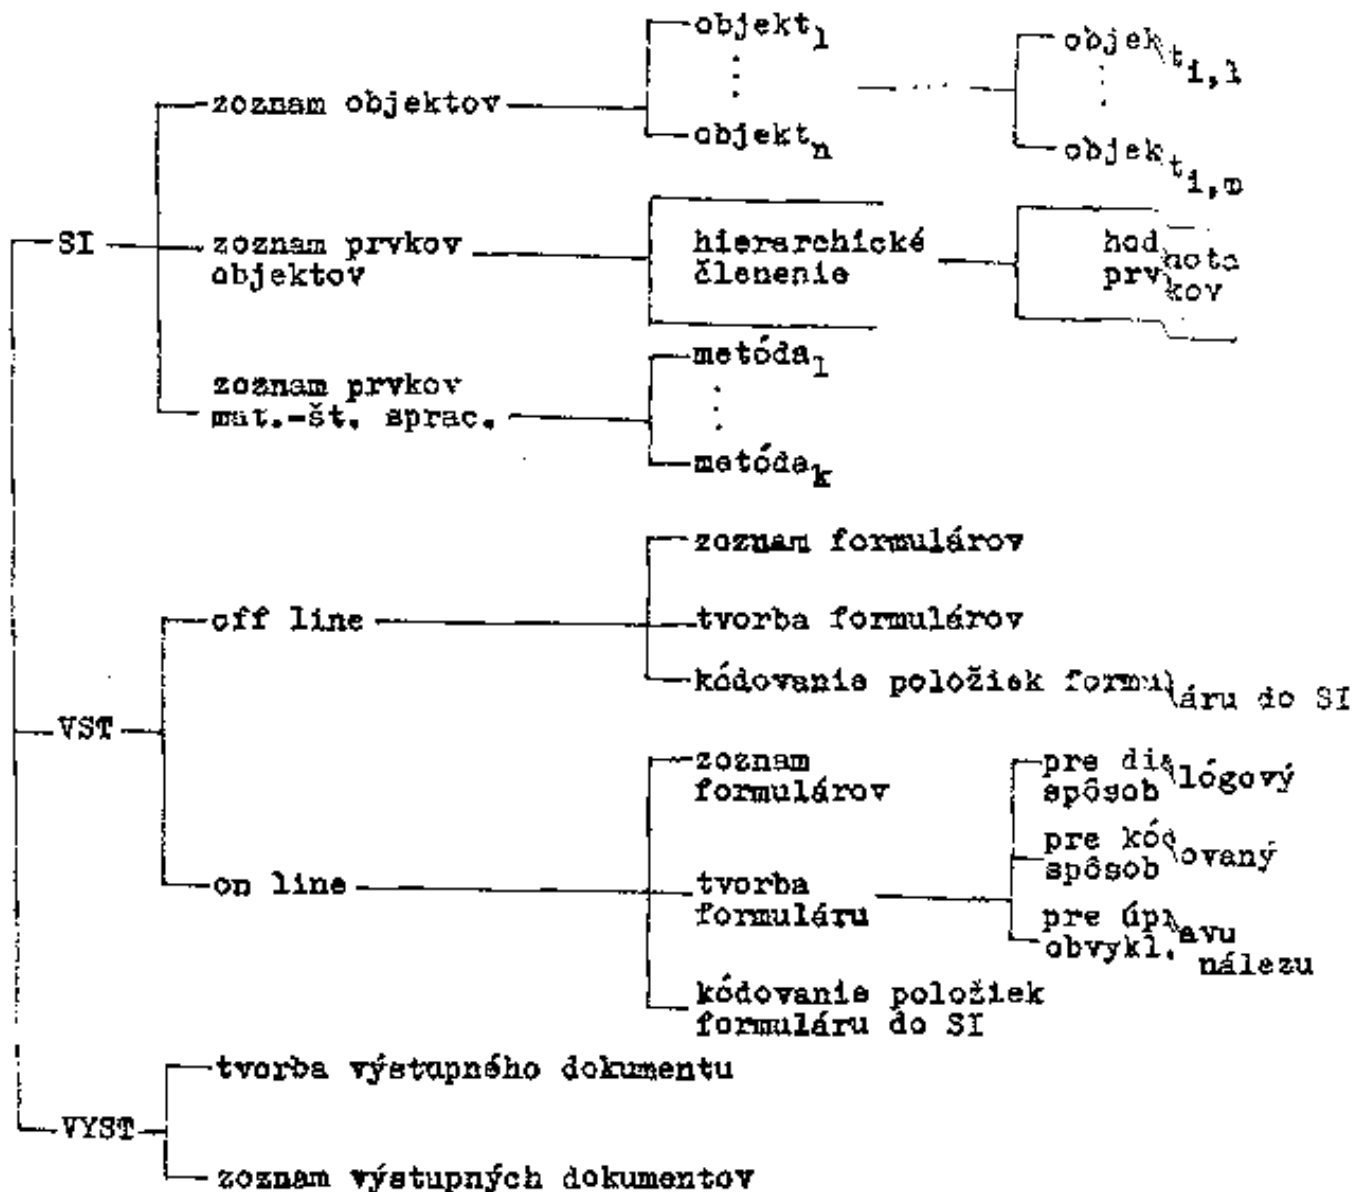 objekt₁
objektₙ
objekt i,1
objekt i,m
zoznam objektov
SI
zoznam prvkov
objektov
hierarchické
členenie
hodnota
prvkov
zoznam prvkov
mat.-št. sprac.
metóda₁
metódaₖ
VST
off line
zoznam formulárov
tvorba formulárov
kódovanie položiek formuláru do SI
on line
zoznam
formulárov
tvorba
formuláru
pre dialógový
spôsob
pre kódovaný
spôsob
pre úpravu
obvykl. nálezu
kódovanie položiek
formuláru do SI
VYST
tvorba výstupného dokumentu
zoznam výstupných dokumentov